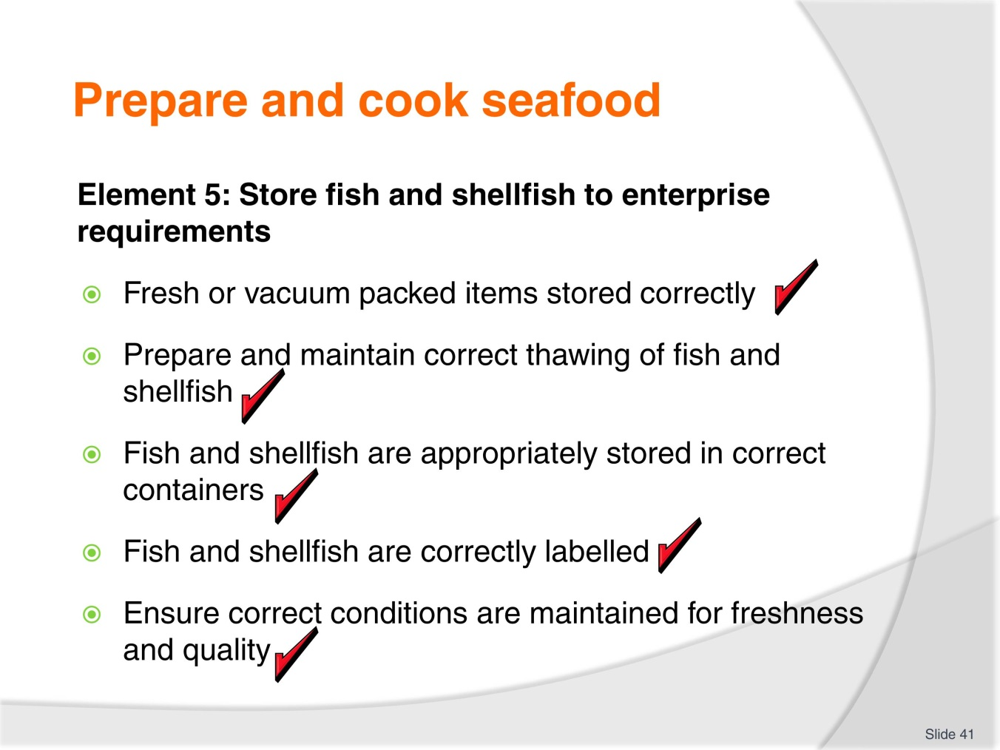 Prepare and cook seafood
Element 5: Store fish and shellfish to enterprise
requirements
Fresh or vacuum packed items stored correctly
Prepare and maintain correct thawing of fish and
shellfish
Fish and shellfish are appropriately stored in correct
containers
Fish and shellfish are correctly labelled
Ensure correct conditions are maintained for freshness
and quality
Slide 41